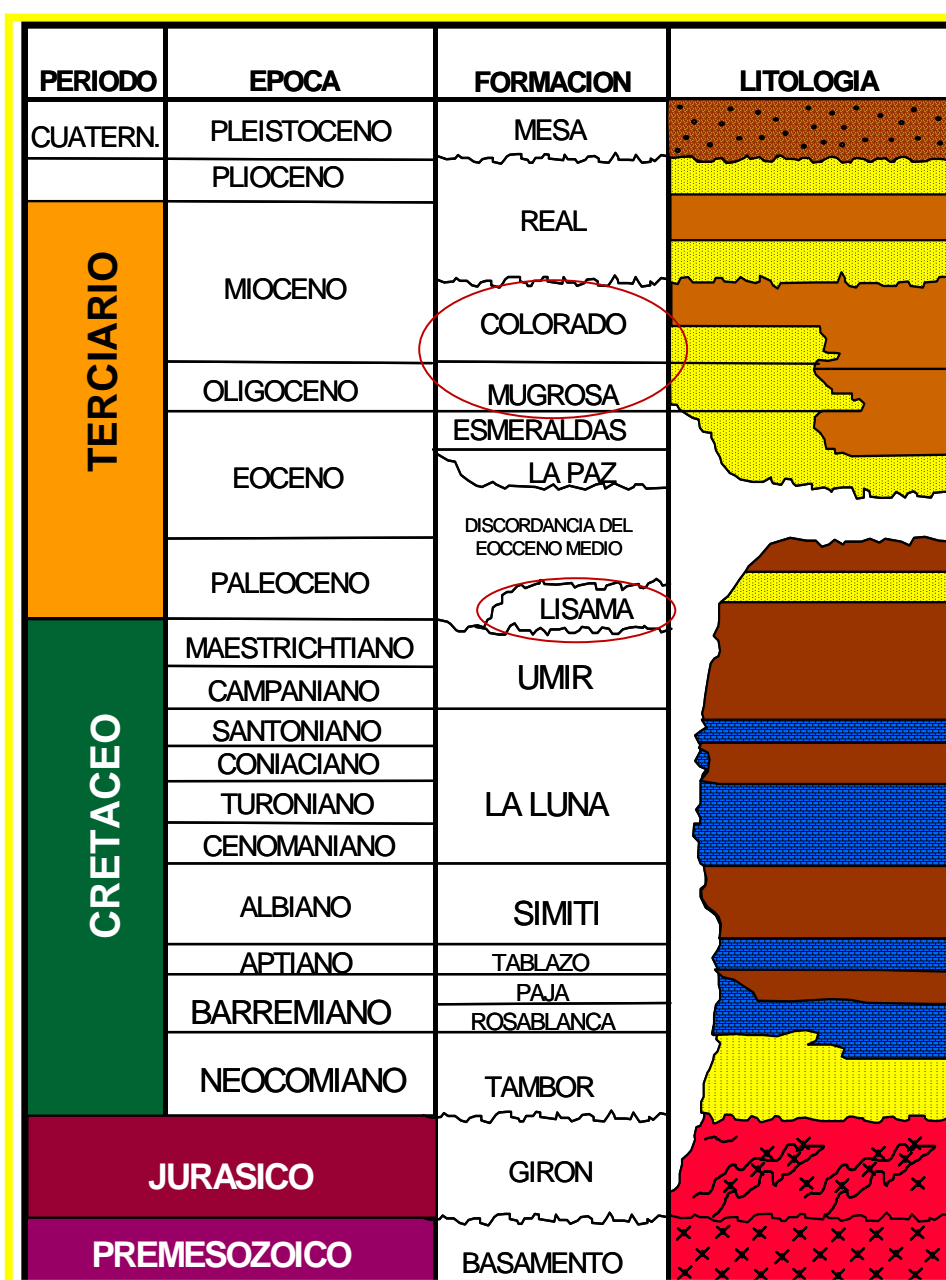 PERIODO EPOCA FORMACION LITOLOGIA
CUATERN. PLEISTOCENO MESA
PLIOCENO
REAL
TERCIARIO
MIOCENO
COLORADO
OLIGOCENO MUGROSA
ESMERALDAS
EOCENO LA PAZ
DISCORDANCIA DEL
EOCCENO MEDIO
PALEOCENO
LISAMA
CRETACEO
MAESTRICHTIANO
UMIR
CAMPANIANO
SANTONIANO
CONIACIANO
TURONIANO LA LUNA
CENOMANIANO
ALBIANO SIMITI
APTIANO TABLAZO
PAJA
BARREMIANO
ROSABLANCA
NEOCOMIANO TAMBOR
JURASICO GIRON
PREMESOZOICO BASAMENTO